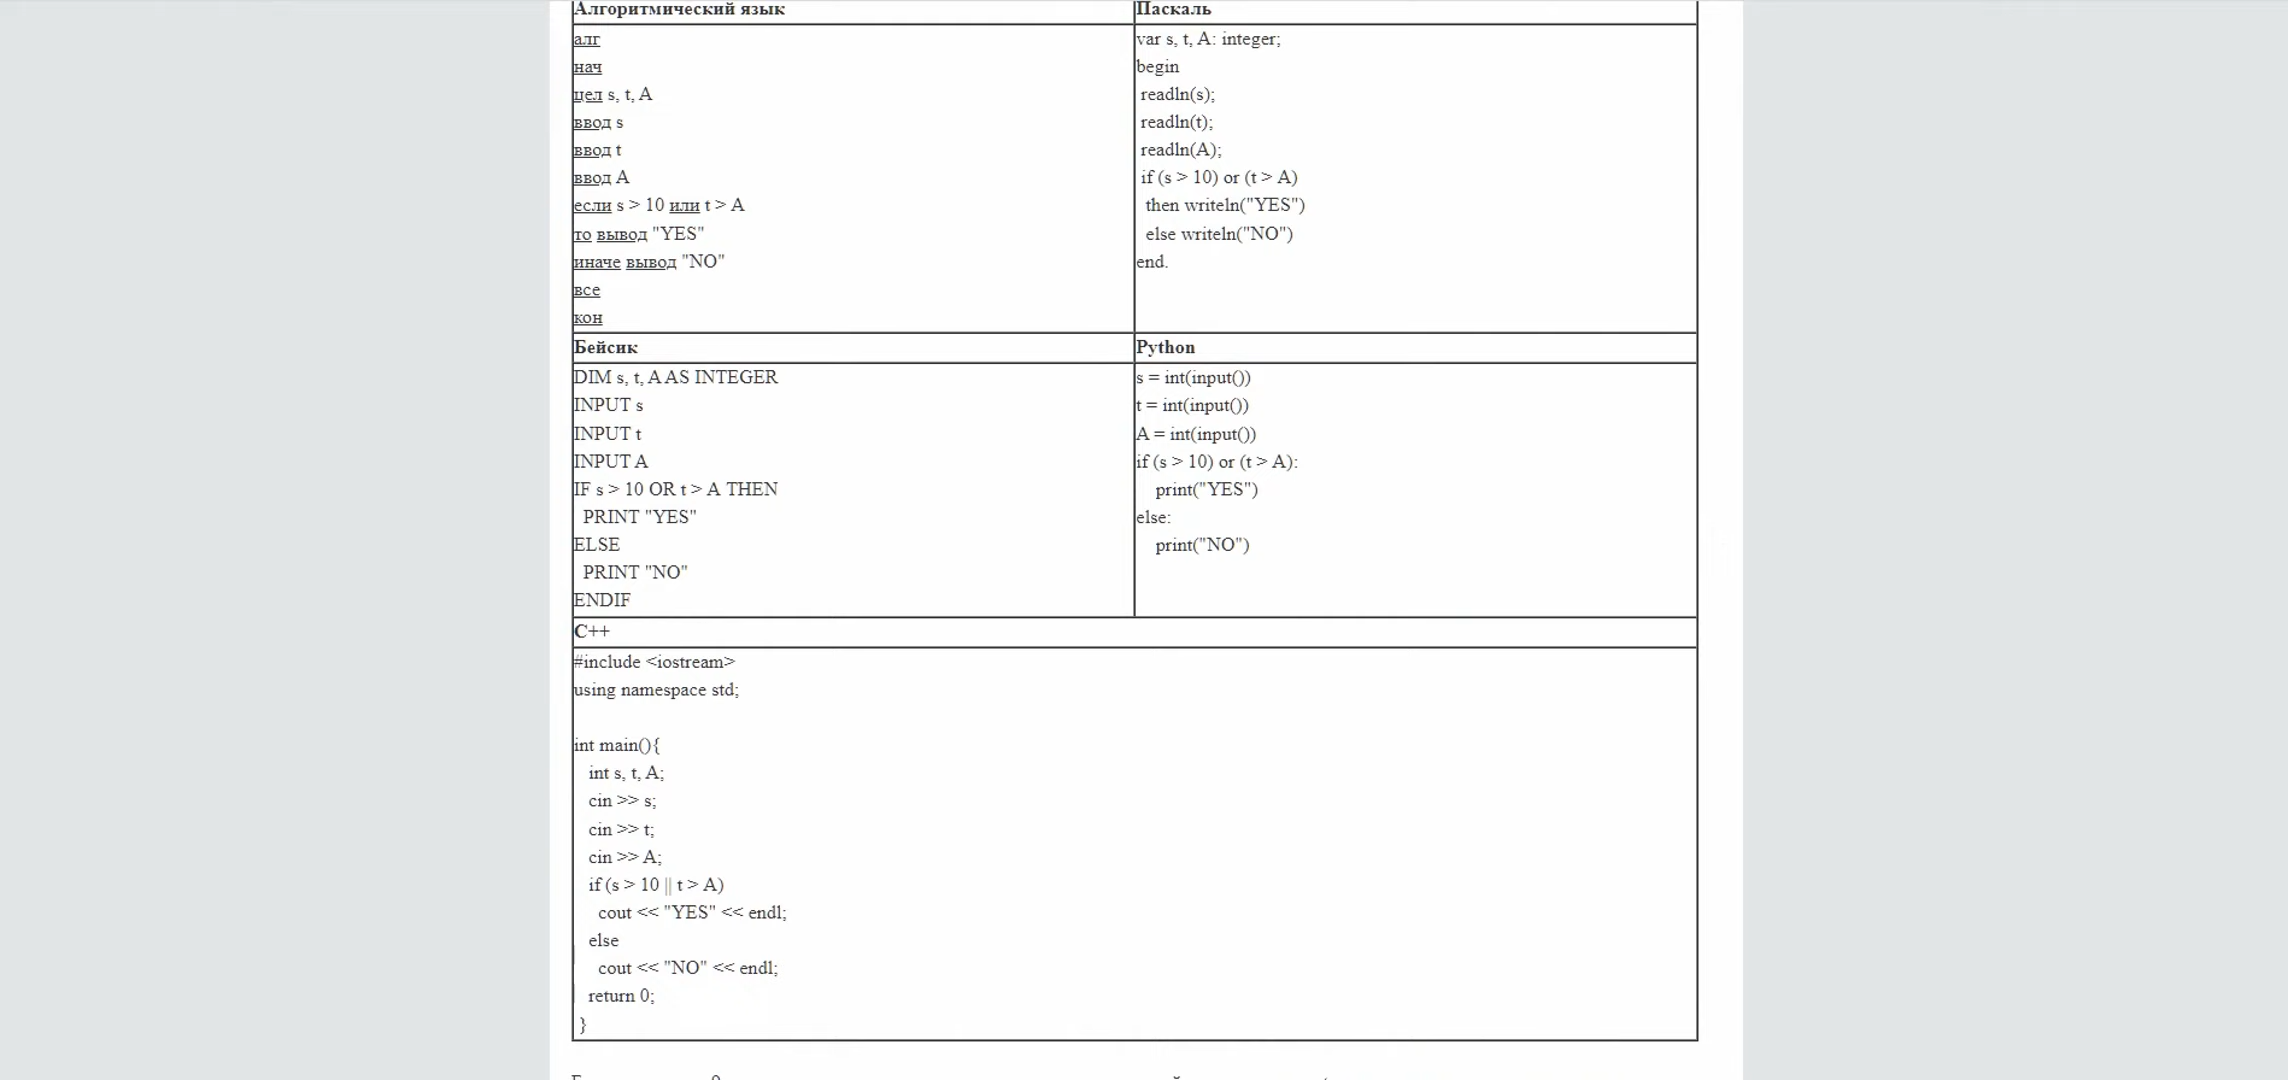 Алгоритмический язык
алг
нач
цел s, t, A
ввод s
ввод t
ввод A
если s > 10 или t > A
то вывод "YES"
иначе вывод "NO"
все
кон
Паскаль
var s, t, A: integer;
begin
readln(s);
readln(t);
readln(A);
if (s > 10) or (t > A)
then writeln("YES")
else writeln("NO")
end.
Бейсик
DIM s, t, A AS INTEGER
INPUT s
INPUT t
INPUT A
IF s > 10 OR t > A THEN
PRINT "YES"
ELSE
PRINT "NO"
ENDIF
Python
s = int(input())
t = int(input())
A = int(input())
if (s > 10) or (t > A):
print("YES")
else:
print("NO")
C++
#include <iostream>
using namespace std;
int main(){
int s, t, A;
cin >> s;
cin >> t;
cin >> A;
if (s > 10 || t > A)
cout << "YES" << endl;
else
cout << "NO" << endl;
return 0;
}